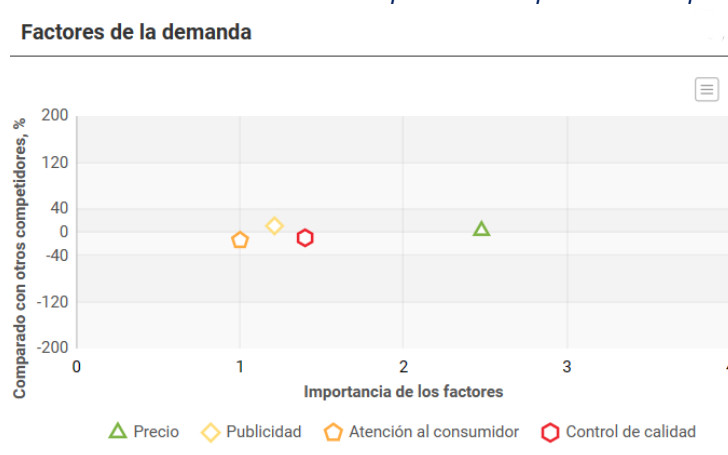 Factores de la demanda
Comparado con otros competidores, %
200
120
40
0
-40
-120
-200
0 1 2 3 4
Importancia de los factores
Precio Publicidad Atención al consumidor Control de calidad